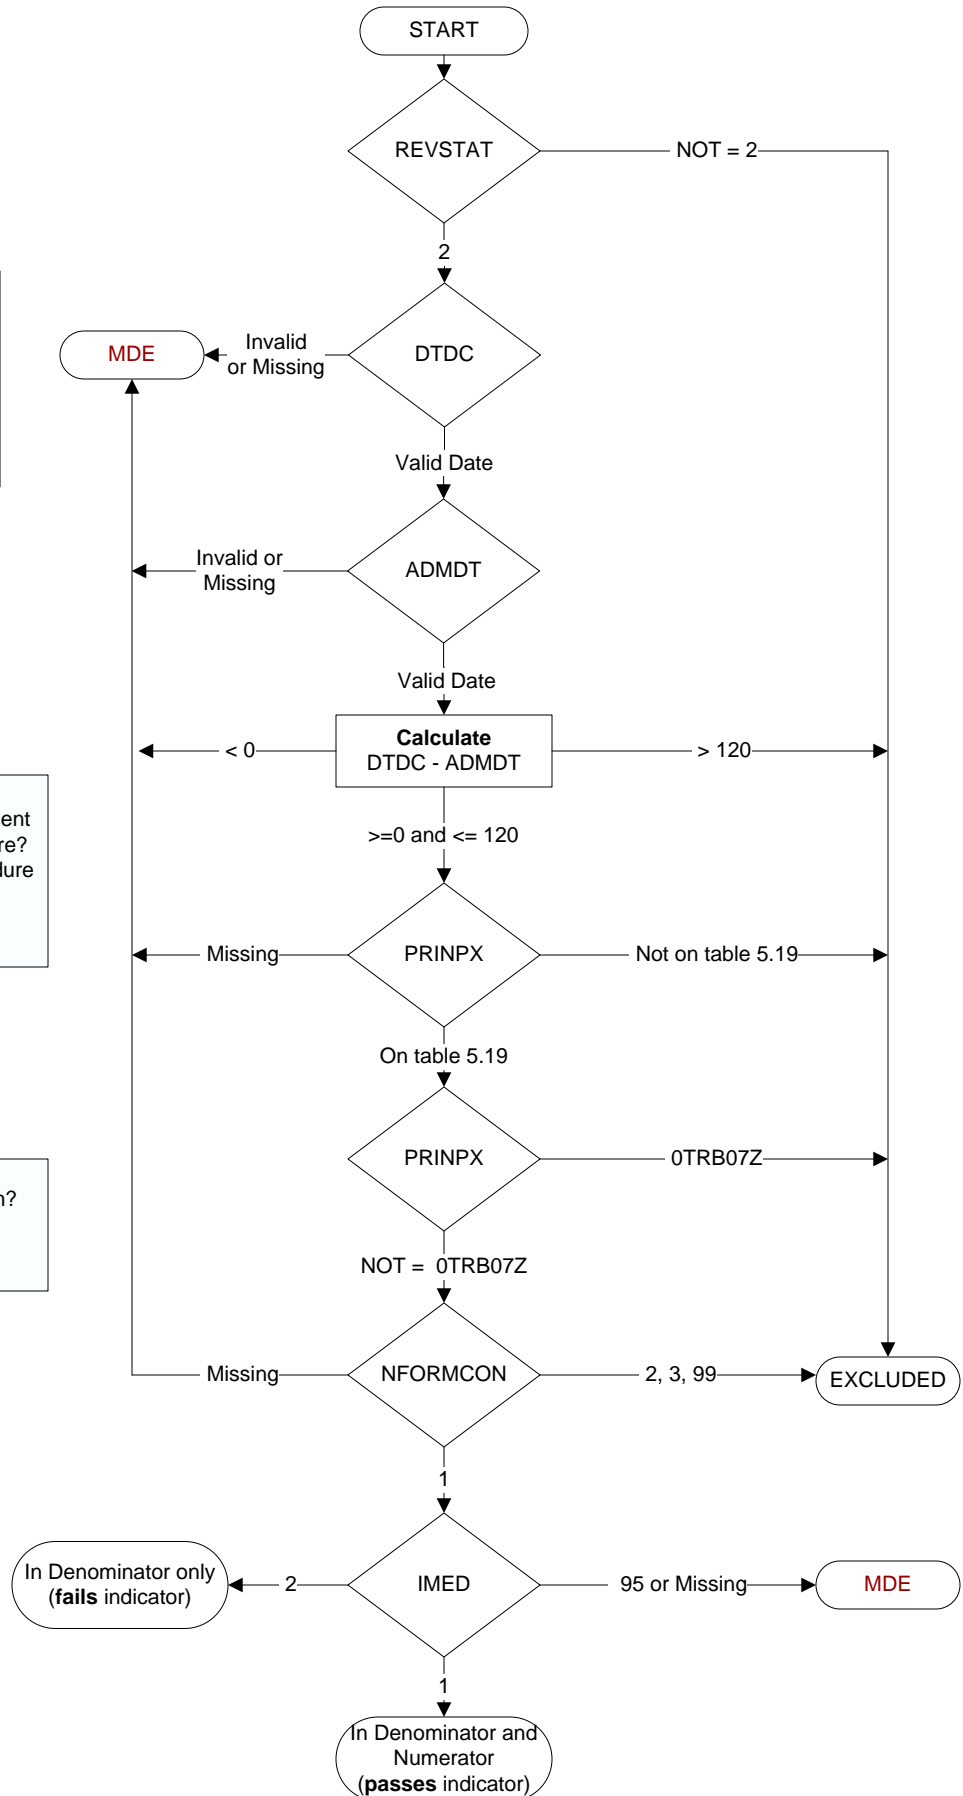 START
REVSTAT
NOT = 2
2
MDE
Invalid
or Missing
DTDC
Valid Date
Invalid or
Missing
ADMDT
Valid Date
< 0
Calculate
DTDC - ADMDT
> 120
>=0 and <= 120
Missing
PRINPX
Not on table 5.19
On table 5.19
PRINPX
0TRB07Z
NOT = 0TRB07Z
Missing
NFORMCON
2, 3, 99
EXCLUDED
1
In Denominator only
(fails indicator)
2
IMED
95 or Missing
MDE
1
In Denominator and
Numerator
(passes indicator)